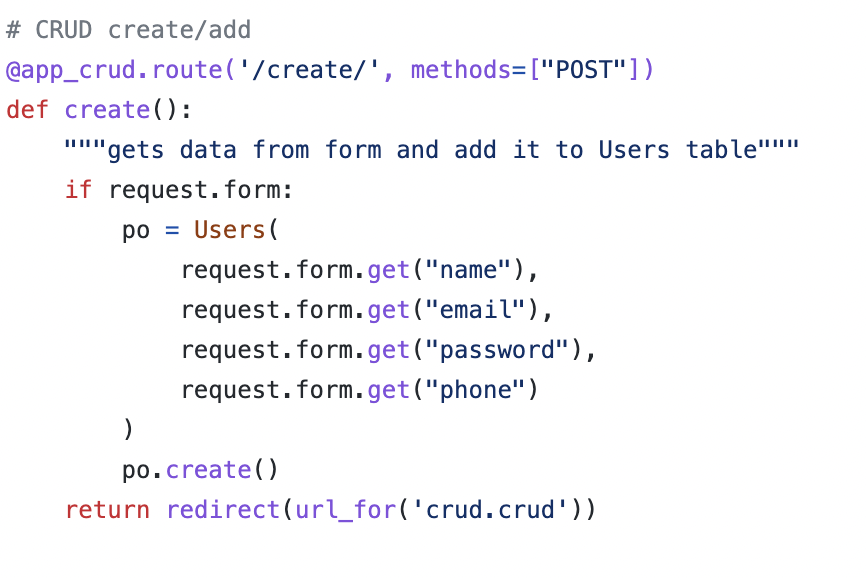 # CRUD create/add
@app_crud.route('/create/', methods=["POST"])
def create():
    """gets data from form and add it to Users table"""
    if request.form:
        po = Users(
            request.form.get("name"),
            request.form.get("email"),
            request.form.get("password"),
            request.form.get("phone")
        )
        po.create()
    return redirect(url_for('crud.crud'))